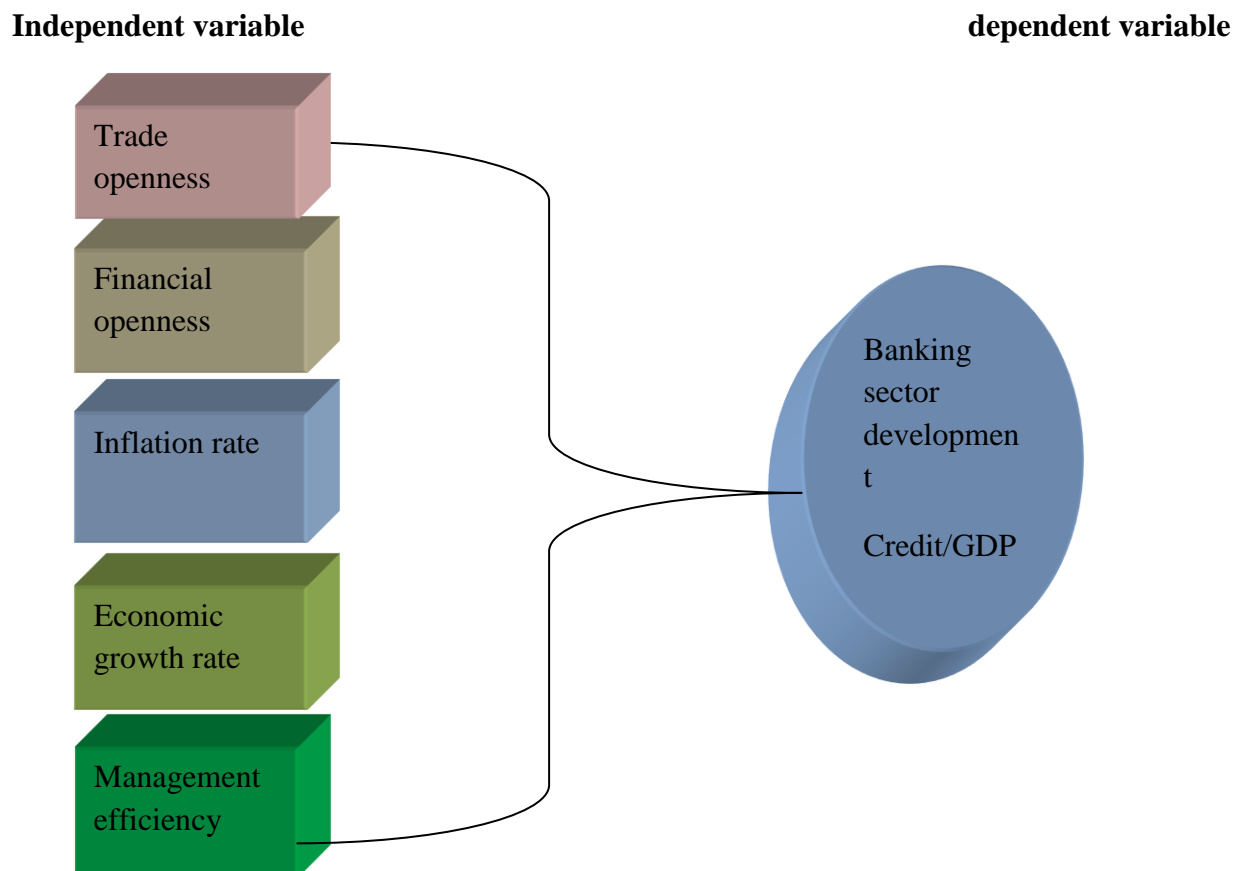 Independent variable
dependent variable
Trade
openness
Financial
openness
Inflation rate
Economic
growth rate
Management
efficiency
Banking
sector
developmen
t
Credit/GDP